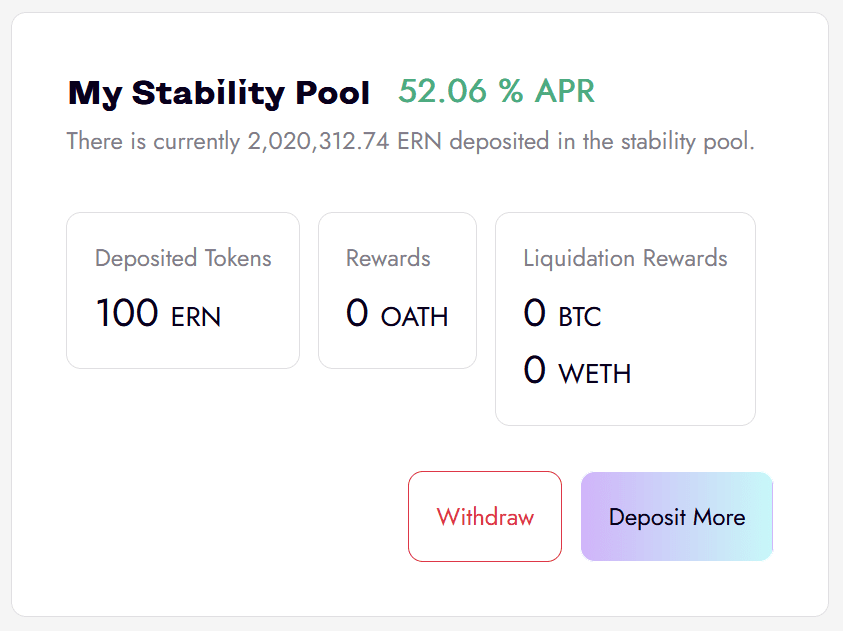 My Stability Pool 52.06 % APR
There is currently 2,020,312.74 ERN deposited in the stability pool.
Deposited Tokens
100 ERN
Rewards
0 OATH
Liquidation Rewards
0 BTC
0 WETH
Withdraw
Deposit More